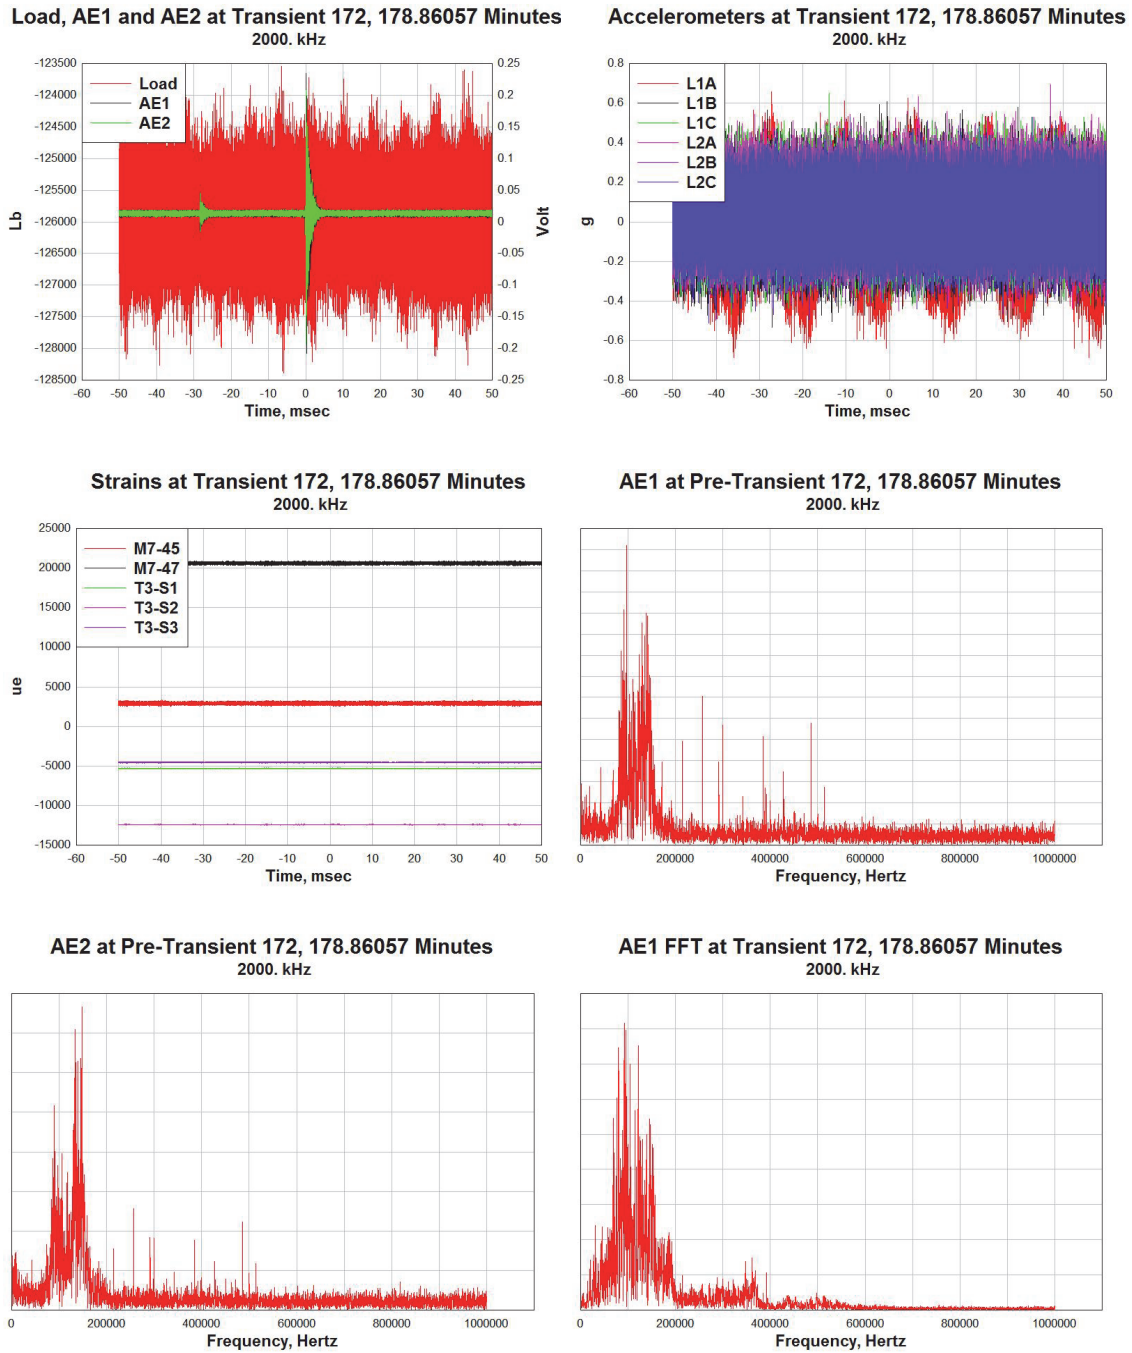 Load, AE1 and AE2 at Transient 172, 178.86057 Minutes
2000. kHz
-123500
-124000
-124500
-125000
-125500
-126000
-126500
-127000
-127500
-128000
-128500
Lb
0.25
0.2
0.15
0.1
0.05
0
-0.05
-0.1
-0.15
-0.2
-0.25
Volt
Load
AE1
AE2
-60 -50 -40 -30 -20 -10 0 10 20 30 40 50
Time, msec
Accelerometers at Transient 172, 178.86057 Minutes
2000. kHz
0.8
0.6
0.4
0.2
0
-0.2
-0.4
-0.6
-0.8
g
L1A
L1B
L1C
L2A
L2B
L2C
-60 -50 -40 -30 -20 -10 0 10 20 30 40 50
Time, msec
Strains at Transient 172, 178.86057 Minutes
2000. kHz
25000
20000
15000
10000
5000
0
-5000
-10000
-15000
ue
M7-45
M7-47
T3-S1
T3-S2
T3-S3
-60 -50 -40 -30 -20 -10 0 10 20 30 40 50
Time, msec
AE1 at Pre-Transient 172, 178.86057 Minutes
2000. kHz
0 200000 400000 600000 800000 1000000
Frequency, Hertz
AE2 at Pre-Transient 172, 178.86057 Minutes
2000. kHz
0 200000 400000 600000 800000 1000000
Frequency, Hertz
AE1 FFT at Transient 172, 178.86057 Minutes
2000. kHz
0 200000 400000 600000 800000 1000000
Frequency, Hertz